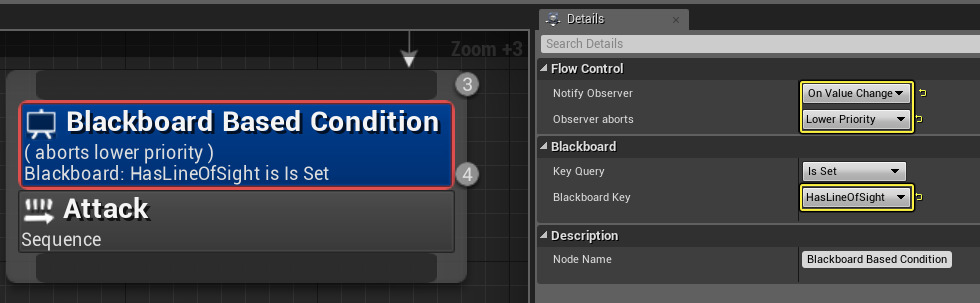 Zoom +3
3
Blackboard Based Condition
( aborts lower priority )
Blackboard: HasLineOfSight is Is Set
4
Attack
Sequence
Details
Search Details
Flow Control
Notify Observer On Value Change
Observer aborts Lower Priority
Blackboard
Key Query Is Set
Blackboard Key HasLineOfSight
Description
Node Name Blackboard Based Condition